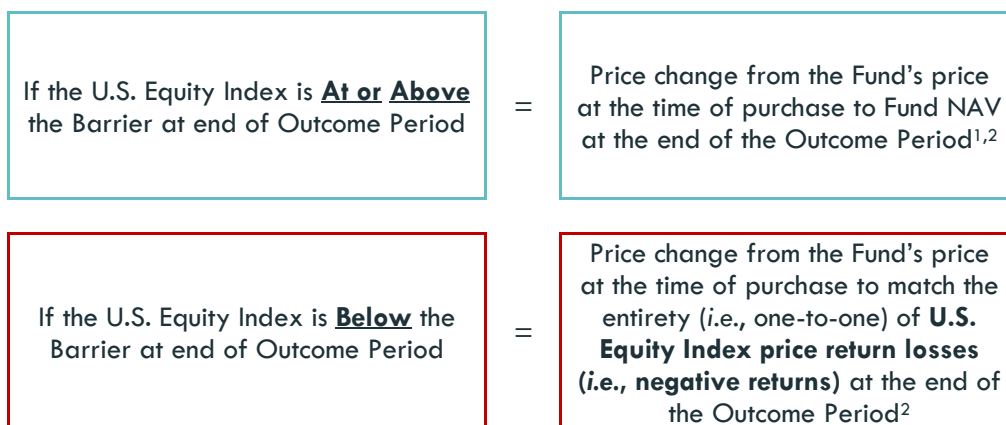 If the U.S. Equity Index is At or Above
the Barrier at end of Outcome Period
=
Price change from the Fund's price
at the time of purchase to Fund NAV
at the end of the Outcome Period1,2
If the U.S. Equity Index is Below the
Barrier at end of Outcome Period
=
Price change from the Fund's price
at the time of purchase to match the
entirety (i.e., one-to-one) of U.S.
Equity Index price return losses
(i.e., negative returns) at the end of
the Outcome Period2